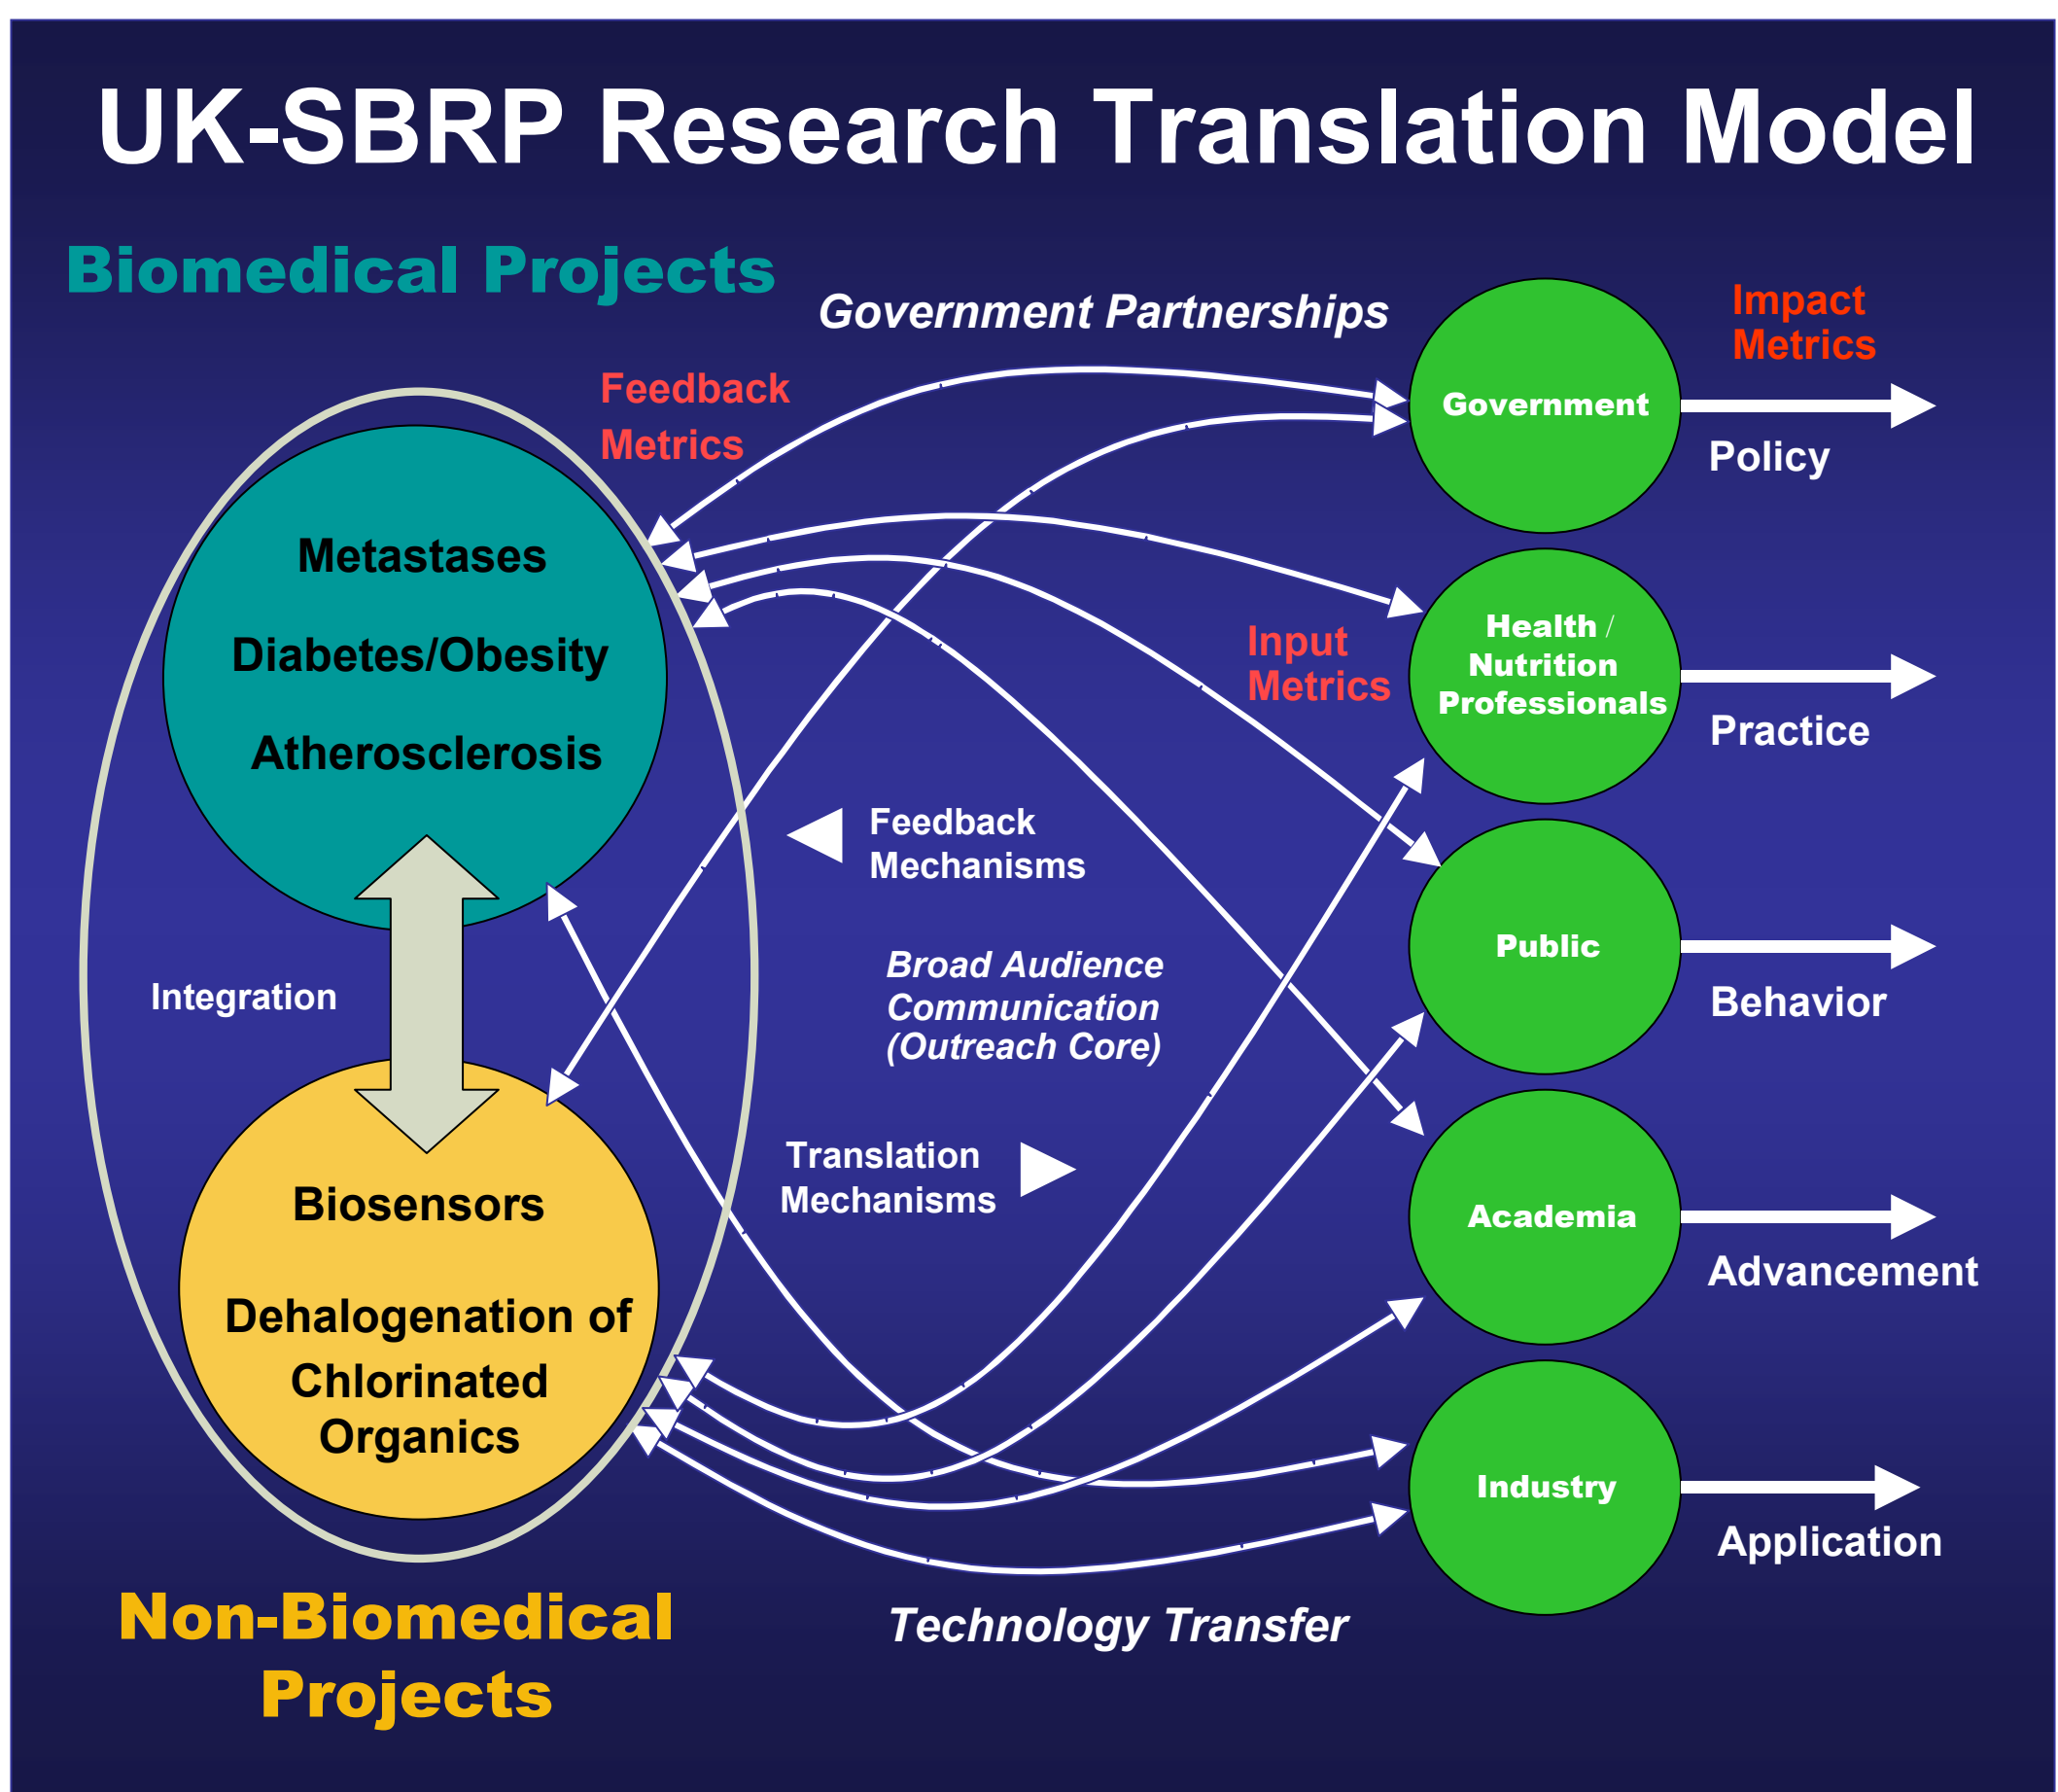 UK-SBRP Research Translation Model
Biomedical Projects
Government Partnerships
Impact
Metrics
Feedback
Metrics
Government
Policy
Metastases
Diabetes/Obesity
Atherosclerosis
Input
Metrics
Health /
Nutrition
Professionals
Practice
Feedback
Mechanisms
Integration
Broad Audience
Communication
(Outreach Core)
Public
Behavior
Translation
Mechanisms
Biosensors
Dehalogenation of
Chlorinated
Organics
Academia
Advancement
Industry
Application
Technology Transfer
Non-Biomedical
Projects